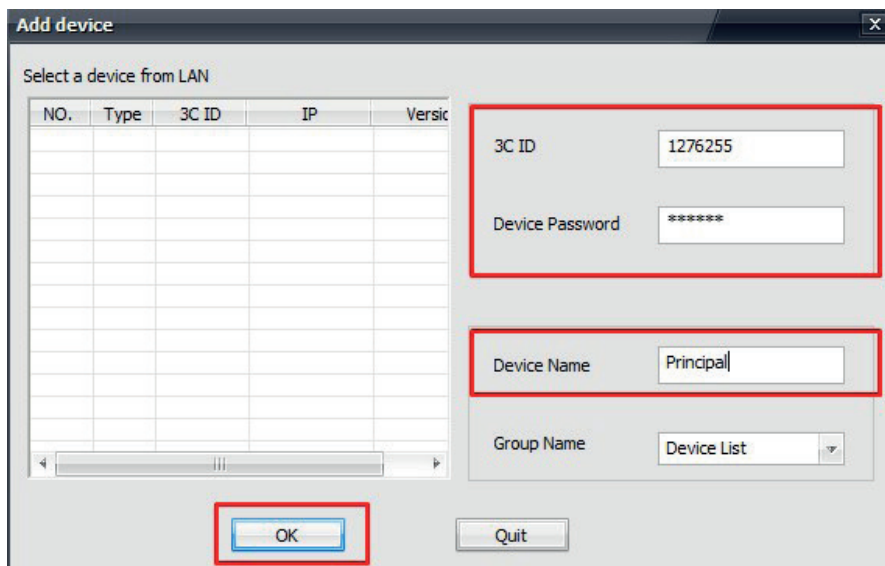 Add device
X
Select a device from LAN
NO. Type 3C ID IP Versic
3C ID 1276255
Device Password ******
Device Name Principal
Group Name Device List
OK Quit